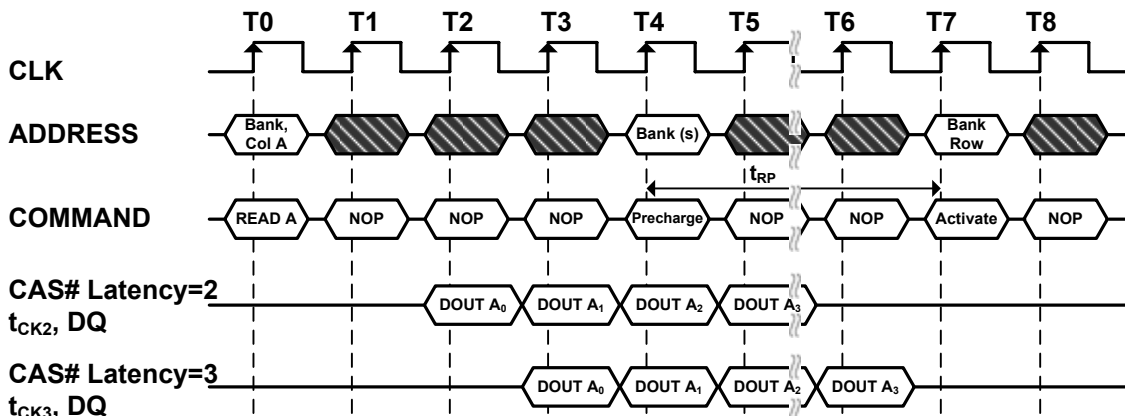 T0 T1 T2 T3 T4 T5 T6 T7 T8
CLK
ADDRESS
Bank,
Col A
Bank (s)
Bank
Row
tRP
COMMAND
READ A NOP NOP NOP Precharge NOP NOP Activate NOP
CAS# Latency=2
tCK2, DQ
DOUT A0 DOUT A1 DOUT A2 DOUT A3
CAS# Latency=3
tCK3, DQ
DOUT A0 DOUT A1 DOUT A2 DOUT A3